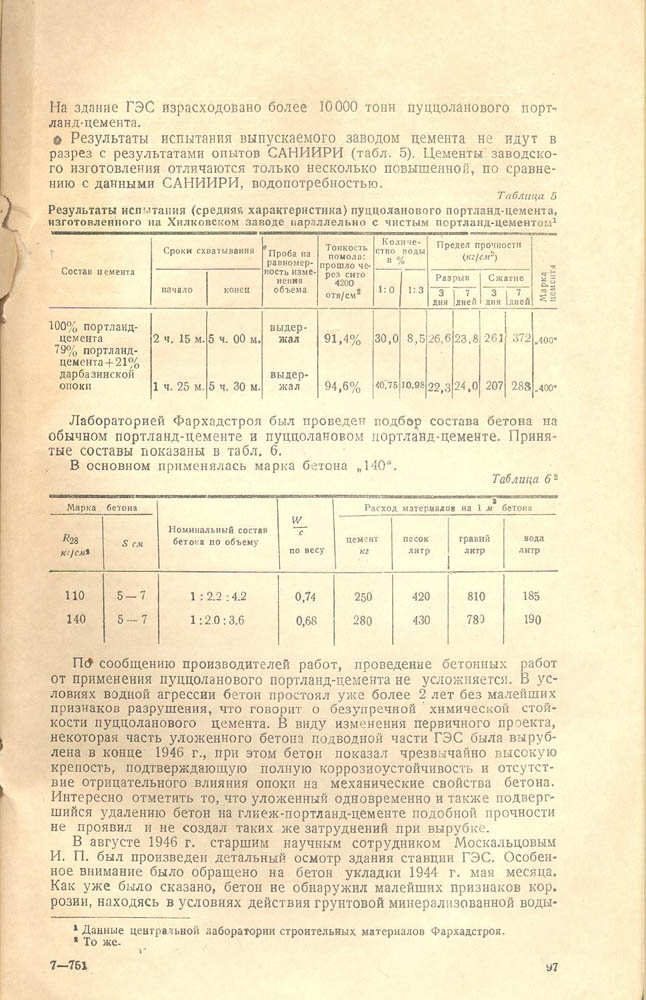 На здание ГЭС израсходовано более 10000 тонн пуццоланового порт-
ланд-цемента.
Результаты испытания выпускаемого заводом цемента не идут в
разрез с результатами опытов САНИИРИ (табл. 5). Цементы заводско-
го изготовления отличаются только несколько повышенной, по сравне-
нию с данными САНИИРИ, водопотребностью.
Таблица 5
Результаты испытания (средняя характеристика) пуццоланового портланд-цемента,
изготовленного на Хилковском заводе параллельно с чистым портланд-цементом¹
Состав цемента
Сроки схватывания
начало конец
Проба на
равномер-
ность изме-
нения
объема
Тонкость
помола:
прошло че-
рез сито
4200
отв/см²
Количе-
ство воды
в %
1:0 1:3
Предел прочности
(кг/см²)
Разрыв Сжатие
3 7 3 7
дня дней дня дней
Марка
цемента
100% портланд-
цемента 2 ч. 15 м. 5 ч. 00 м. выдер-
жал 91,4% 30,0 8,5 26,6 23,8 261 372 „400“
79% портланд-
цемента+21%
дарбазинской
опоки 1 ч. 25 м. 5 ч. 30 м. выдер-
жал 94,6% 40,75 10,98 22,3 24,0 207 288 „400“
Лабораторией Фархадстроя был проведен подбор состава бетона на
обычном портланд-цементе и пуццолановом портланд-цементе. Приня-
тые составы показаны в табл. 6.
В основном применялась марка бетона „140“.
Таблица 6²
Марка бетона
R28
кг/см²
S см
Номинальный состав
бетона по объему
W
с
по весу
Расход материалов на 1 м³ бетона
цемент песок гравий вода
кг литр литр литр
110 5—7 1 : 2.2 : 4.2 0,74 250 420 810 185
140 5—7 1 : 2.0 : 3.6 0,68 280 430 780 190
По сообщению производителей работ, проведение бетонных работ
от применения пуццоланового портланд-цемента не усложняется. В ус-
ловиях водной агрессии бетон простоял уже более 2 лет без малейших
признаков разрушения, что говорит о безупречной химической стой-
кости пуццоланового цемента. В виду изменения первичного проекта,
некоторая часть уложенного бетона подводной части ГЭС была выруб-
лена в конце 1946 г., при этом бетон показал чрезвычайно высокую
крепость, подтверждающую полную коррозиоустойчивость и отсутст-
вие отрицательного влияния опоки на механические свойства бетона.
Интересно отметить то, что уложенный одновременно и также подверг-
шийся удалению бетон на глиеж-портланд-цементе подобной прочности
не проявил и не создал таких же затруднений при вырубке.
В августе 1946 г. старшим научным сотрудником Москальцовым
И. П. был произведен детальный осмотр здания станции ГЭС. Особен-
ное внимание было обращено на бетон укладки 1944 г. мая месяца.
Как уже было сказано, бетон не обнаружил малейших признаков кор.
розии, находясь в условиях действия грунтовой минерализованной воды-
¹ Данные центральной лаборатории строительных материалов Фархадстроя.
² То же.
7—751
97